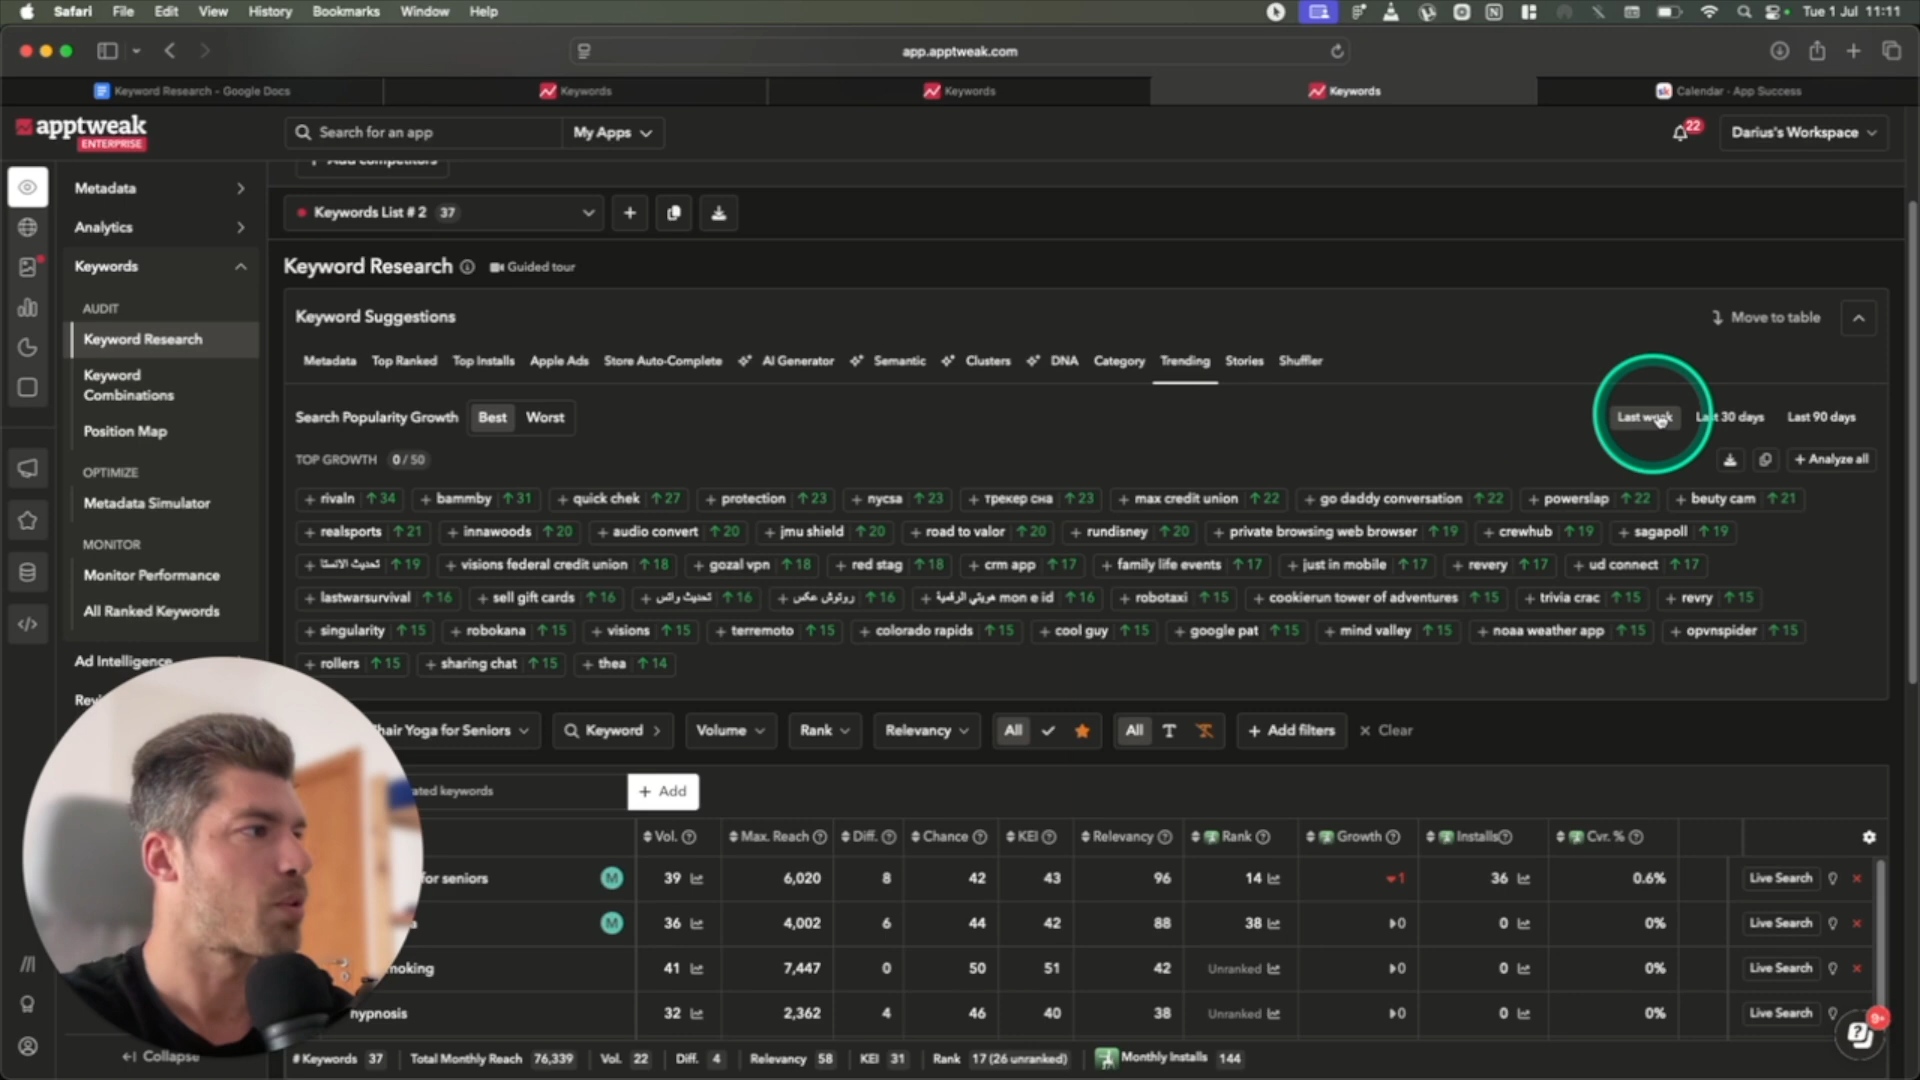 Safari File Edit View History Bookmarks Window Help Tue 1 Jul 11:11
app.apptweak.com
Keyword Research - Google Docs Keywords Keywords Keywords Calendar - App Success
apptweak
ENTERPRISE
Search for an app My Apps 22 Darius's Workspace
+ Add competitors
Keywords List # 2 37
Metadata
Analytics
Keywords
AUDIT
Keyword Research
Keyword
Combinations
Position Map
OPTIMIZE
Metadata Simulator
MONITOR
Monitor Performance
All Ranked Keywords
Ad Intelligence
Collapse
Keyword Research Guided tour
Keyword Suggestions Move to table
Metadata Top Ranked Top Installs Apple Ads Store Auto-Complete AI Generator Semantic Clusters DNA Category Trending Stories Shuffler
Search Popularity Growth Best Worst Last week Last 30 days Last 90 days
TOP GROWTH 0 / 50 + Analyze all
+ rivaln ↑ 34 + bammby ↑ 31 + quick chek ↑ 27 + protection ↑ 23 + nycsa ↑ 23 + трекер сна ↑ 23 + max credit union ↑ 22 + go daddy conversation ↑ 22 + powerslap ↑ 22 + beuty cam ↑ 21
+ realsports ↑ 21 + innawoods ↑ 20 + audio convert ↑ 20 + jmu shield ↑ 20 + road to valor ↑ 20 + rundisney ↑ 20 + private browsing web browser ↑ 19 + crewhub ↑ 19 + sagapoll ↑ 19
+ تحديث الانستا ↑ 19 + visions federal credit union ↑ 18 + gozal vpn ↑ 18 + red stag ↑ 18 + crm app ↑ 17 + family life events ↑ 17 + just in mobile ↑ 17 + revery ↑ 17 + ud connect ↑ 17
+ lastwarsurvival ↑ 16 + sell gift cards ↑ 16 + تحديث واتس ↑ 16 + روتوش عكس ↑ 16 + هويتي الرقمية mon e id ↑ 16 + robotaxi ↑ 15 + cookierun tower of adventures ↑ 15 + trivia crac ↑ 15 + revry ↑ 15
+ singularity ↑ 15 + robokana ↑ 15 + visions ↑ 15 + terremoto ↑ 15 + colorado rapids ↑ 15 + cool guy ↑ 15 + google pat ↑ 15 + mind valley ↑ 15 + noaa weather app ↑ 15 + opvnspider ↑ 15
+ rollers ↑ 15 + sharing chat ↑ 15 + thea ↑ 14
hair Yoga for Seniors Keyword Volume Rank Relevancy All All T + Add filters × Clear
ated keywords + Add
Vol. Max. Reach Diff. Chance KEI Relevancy Rank Growth Installs Cvr. %
for seniors M 39 6,020 8 42 43 96 14 1 36 0.6% Live Search
M 36 4,002 6 44 42 88 38 0 0 0% Live Search
moking 41 7,447 0 50 51 42 Unranked 0 0 0% Live Search
hypnosis 32 2,362 4 46 40 38 Unranked 0 0 0% Live Search
9+
# Keywords 37 Total Monthly Reach 76,339 Vol. 22 Diff. 4 Relevancy 58 KEI 31 Rank 17 (26 unranked) Monthly Installs 144